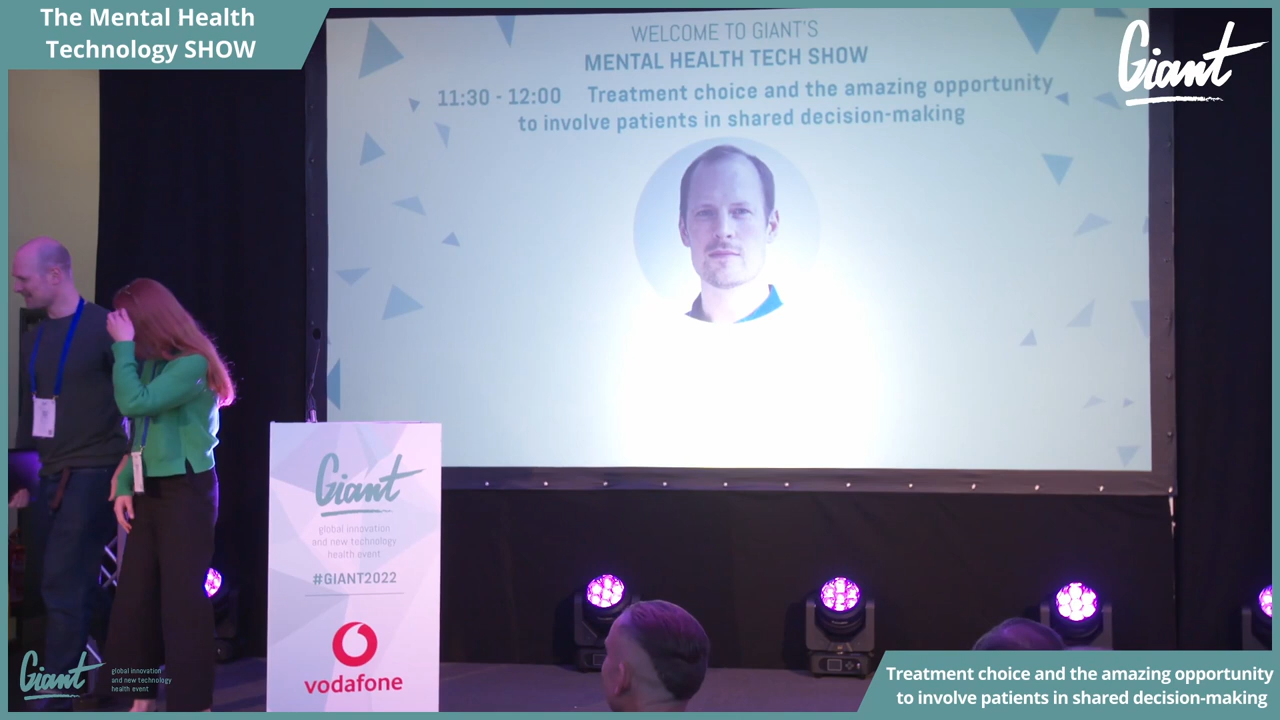 The Mental Health
Technology SHOW
WELCOME TO GIANT'S
MENTAL HEALTH TECH SHOW
11:30 - 12:00 Treatment choice and the amazing opportunity
to involve patients in shared decision-making
Giant
Giant
global innovation
and new technology
health event
#GIANT2022
vodafone
Giant
global innovation
and new technology
health event
Treatment choice and the amazing opportunity
to involve patients in shared decision-making